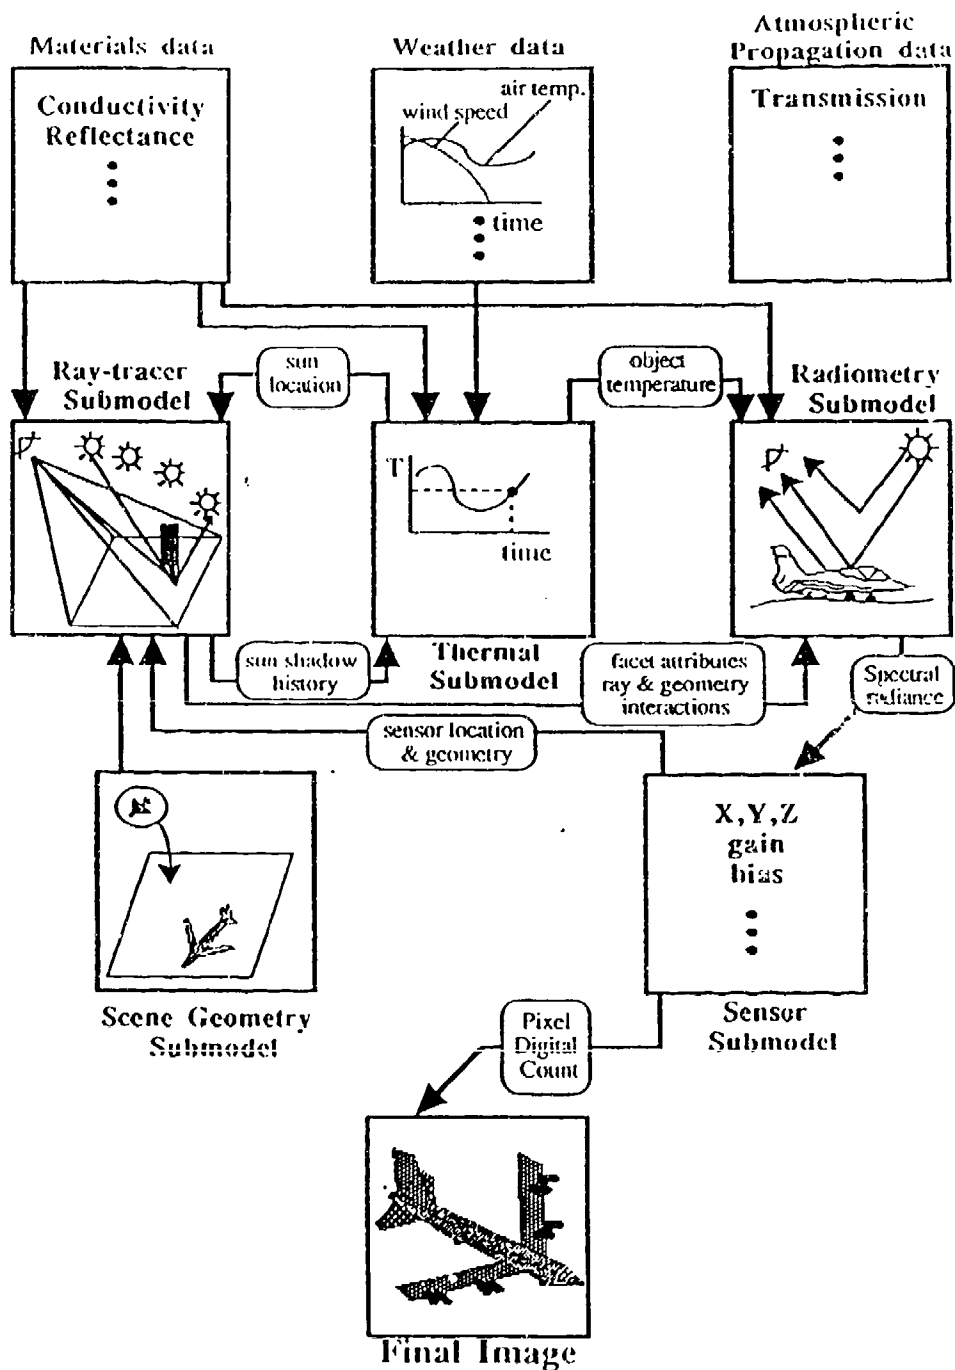 Materials data
Weather data
Atmospheric
Propagation data
Conductivity
Reflectance
air temp.
wind speed
time
Transmission
Ray-tracer
Submodel
sun
location
object
temperature
Radiometry
Submodel
T
time
sun shadow
history
Thermal
Submodel
facet attributes
ray & geometry
interactions
Spectral
radiance
sensor location
& geometry
X,Y,Z
gain
bias
Scene Geometry
Submodel
Sensor
Submodel
Pixel
Digital
Count
Final Image